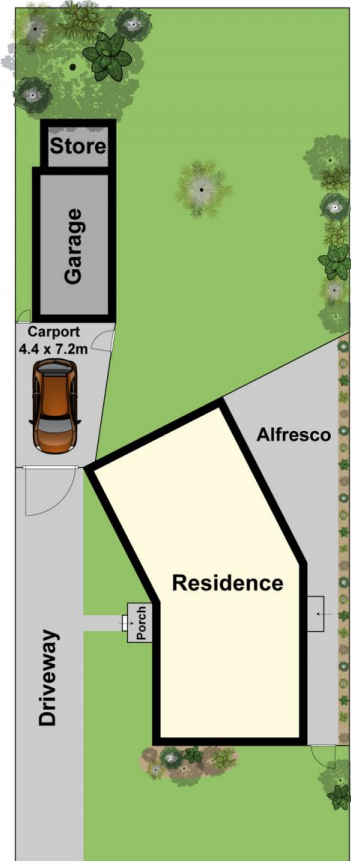 Store
Garage
Carport
4.4 x 7.2m
Alfresco
Residence
Porch
Driveway